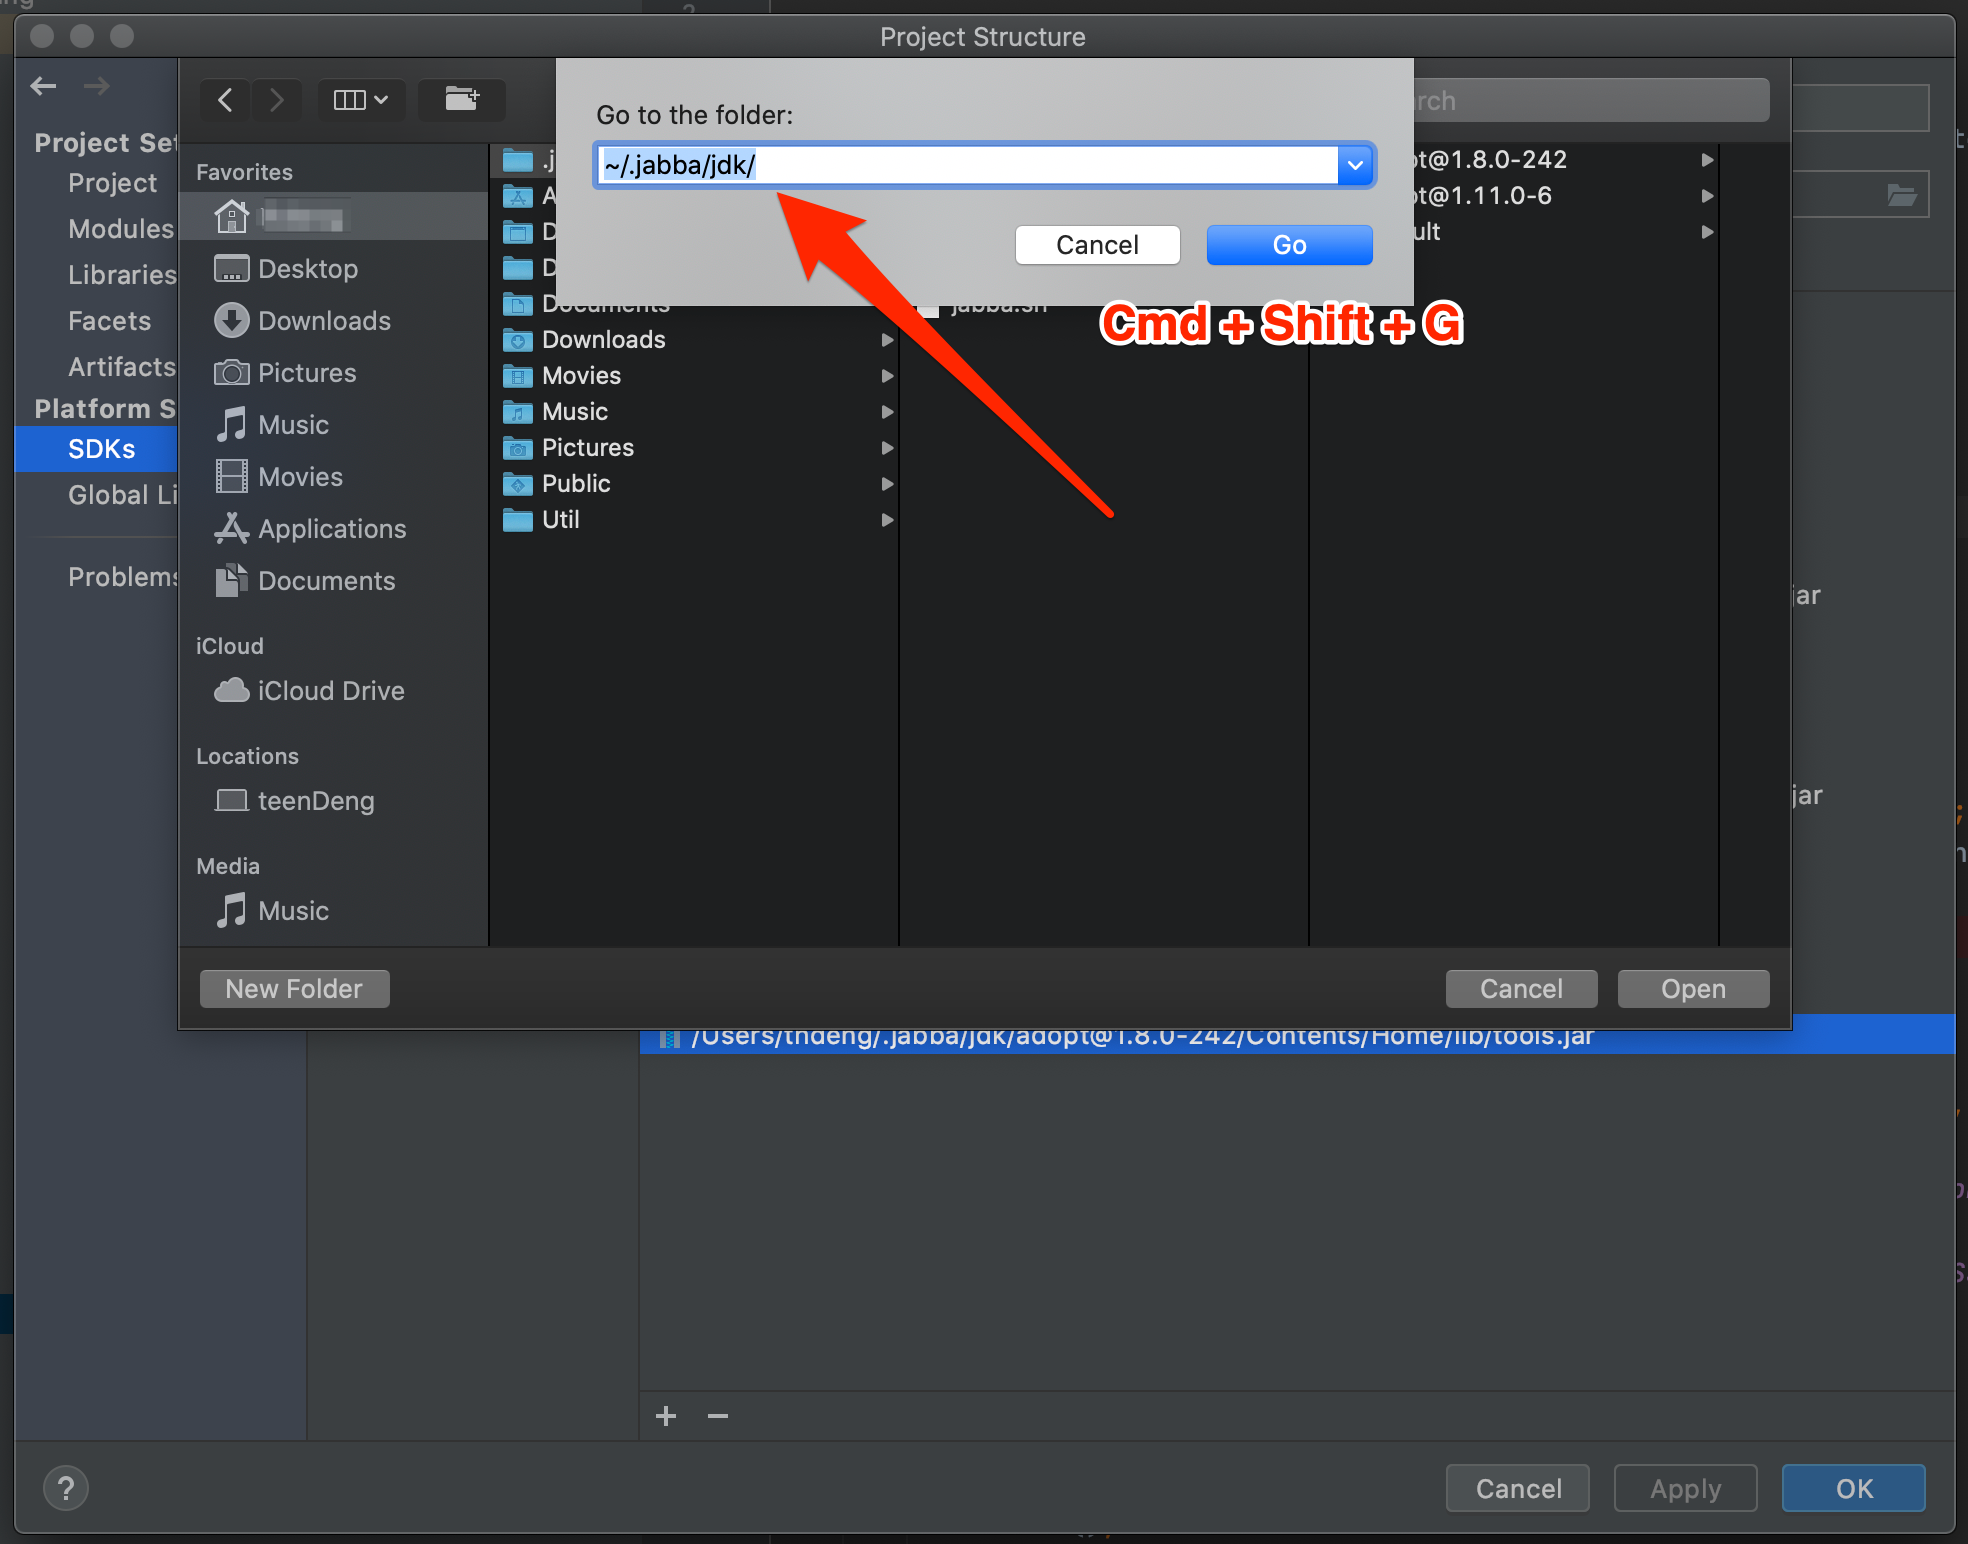 Project Structure
Project Set
Project
Modules
Libraries
Facets
Artifacts
Platform S
SDKs
Global Li
Problems
Favorites
Desktop
Downloads
Pictures
Music
Movies
Applications
Documents
iCloud
iCloud Drive
Locations
teenDeng
Media
Music
Go to the folder:
~/.jabba/jdk/
Cancel
Go
Cmd + Shift + G
.j
A
D
D
Documents
Downloads
Movies
Music
Pictures
Public
Util
jabba.sh
rch
pt@1.8.0-242
pt@1.11.0-6
ult
New Folder
Cancel
Open
jar
jar
/Users/thdeng/.jabba/jdk/adopt@1.8.0-242/Contents/Home/lib/tools.jar
+ −
?
Cancel
Apply
OK